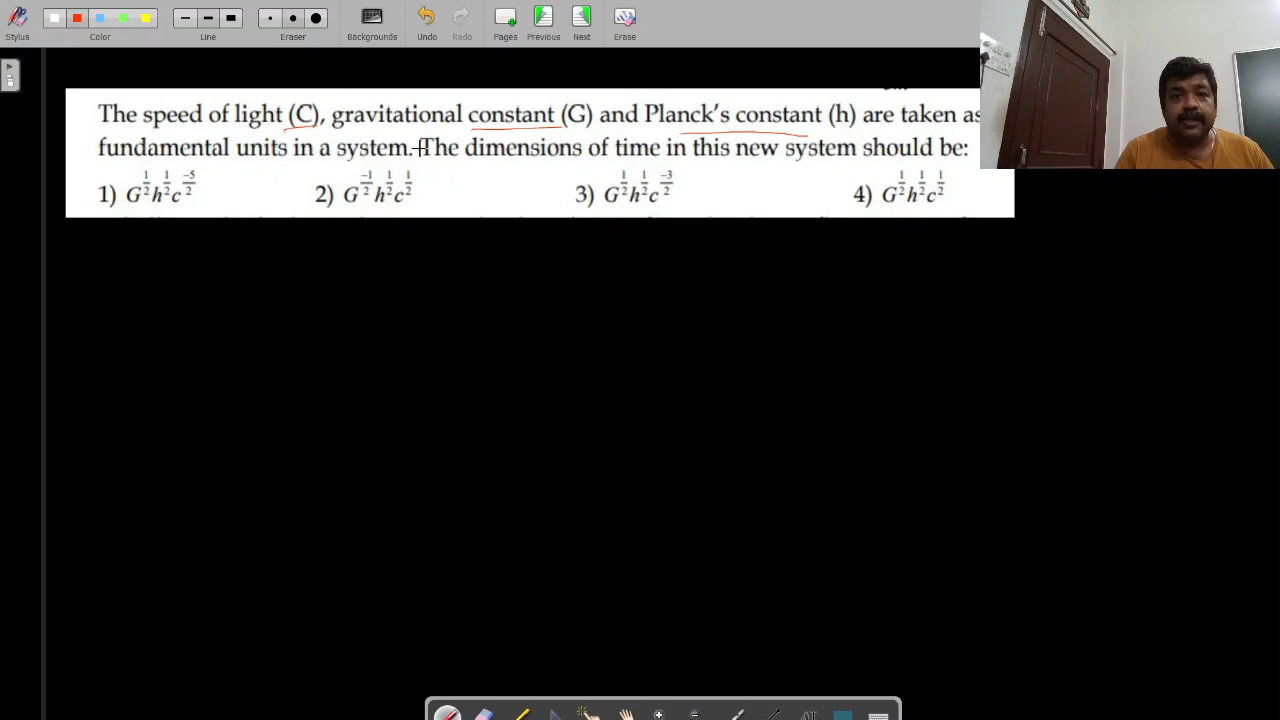 Stylus Color Line Eraser Backgrounds Undo Redo Pages Previous Next Erase
The speed of light (C), gravitational constant (G) and Planck's constant (h) are taken as
fundamental units in a system. The dimensions of time in this new system should be:
1) G^{1/2}h^{1/2}c^{-5/2} 2) G^{-1/2}h^{1/2}c^{1/2} 3) G^{1/2}h^{1/2}c^{-3/2} 4) G^{1/2}h^{1/2}c^{1/2}